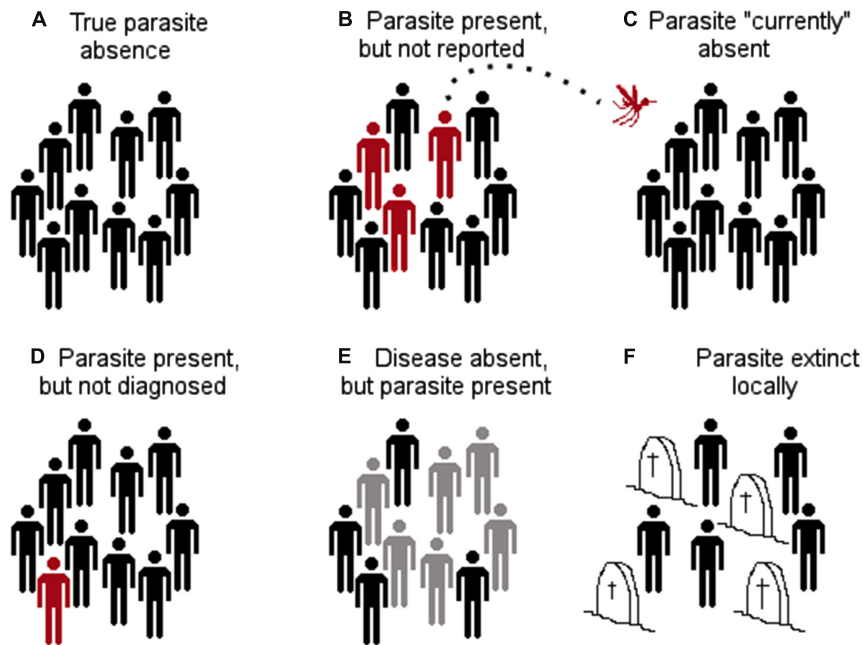 A True parasite
absence
B Parasite present,
but not reported
C Parasite "currently"
absent
D Parasite present,
but not diagnosed
E Disease absent,
but parasite present
F Parasite extinct
locally